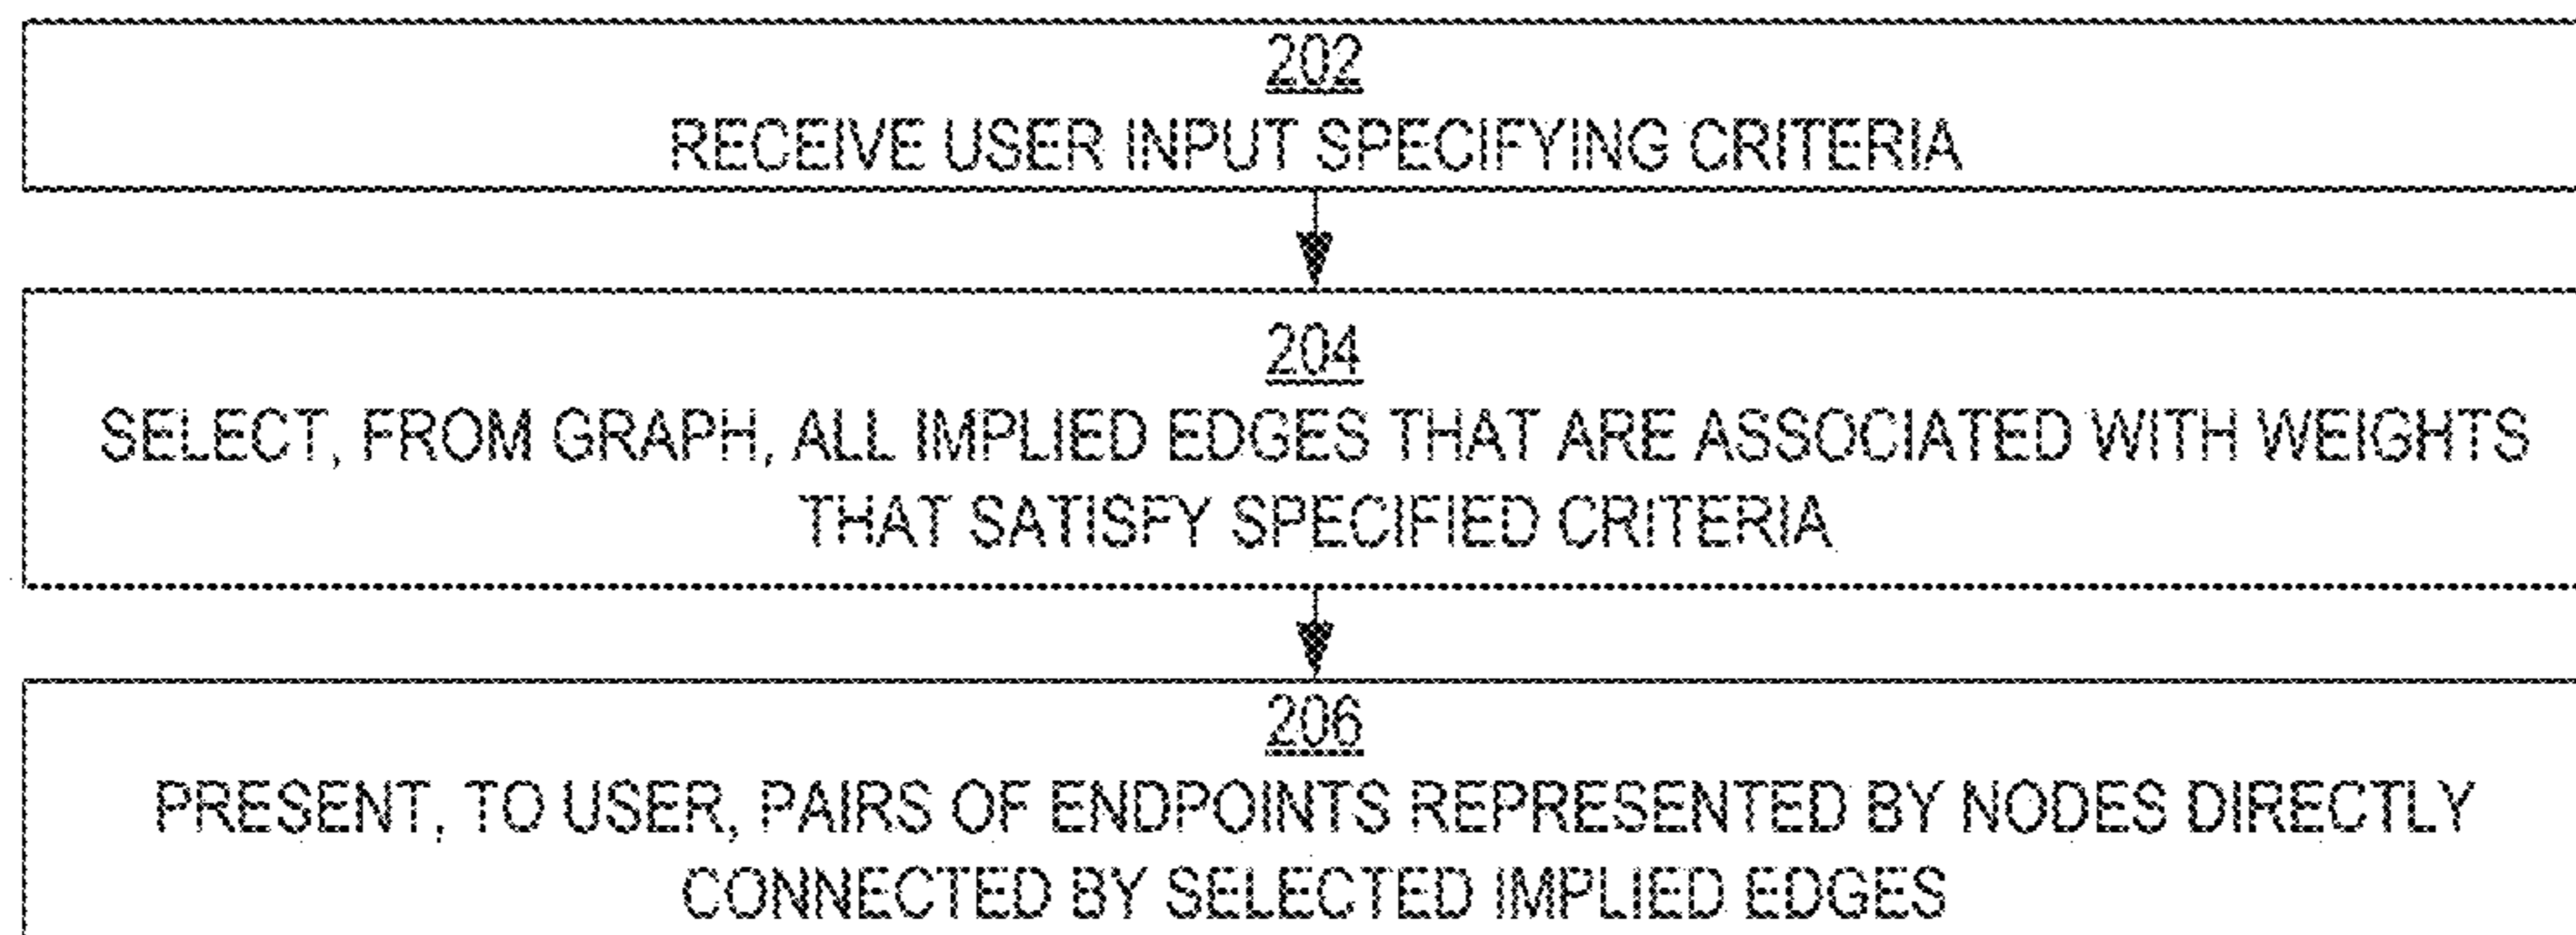 202
RECEIVE USER INPUT SPECIFYING CRITERIA
204
SELECT, FROM GRAPH, ALL IMPLIED EDGES THAT ARE ASSOCIATED WITH WEIGHTS
THAT SATISFY SPECIFIED CRITERIA
206
PRESENT, TO USER, PAIRS OF ENDPOINTS REPRESENTED BY NODES DIRECTLY
CONNECTED BY SELECTED IMPLIED EDGES